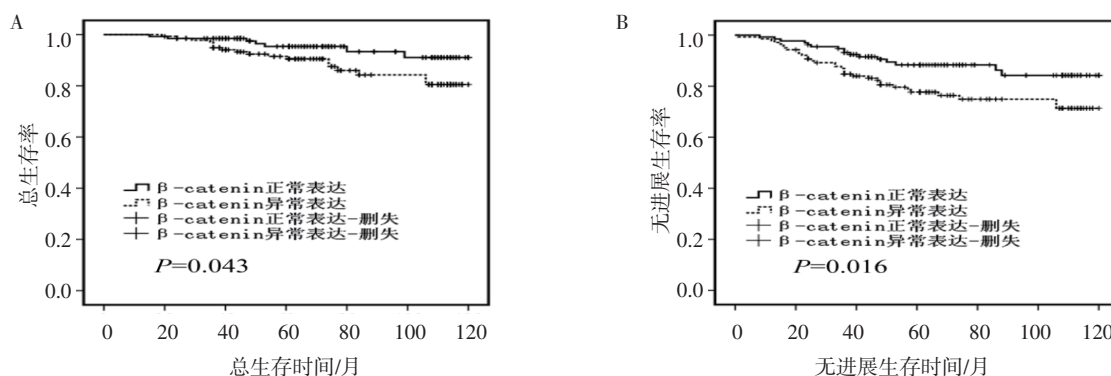 A
总生存率
1.0
0.8
0.6
0.4
0.2
0.0
β-catenin正常表达
β-catenin异常表达
β-catenin正常表达-删失
β-catenin异常表达-删失
P=0.043
0 20 40 60 80 100 120
总生存时间/月
B
无进展生存率
1.0
0.8
0.6
0.4
0.2
0.0
β-catenin正常表达
β-catenin异常表达
β-catenin正常表达-删失
β-catenin异常表达-删失
P=0.016
0 20 40 60 80 100 120
无进展生存时间/月